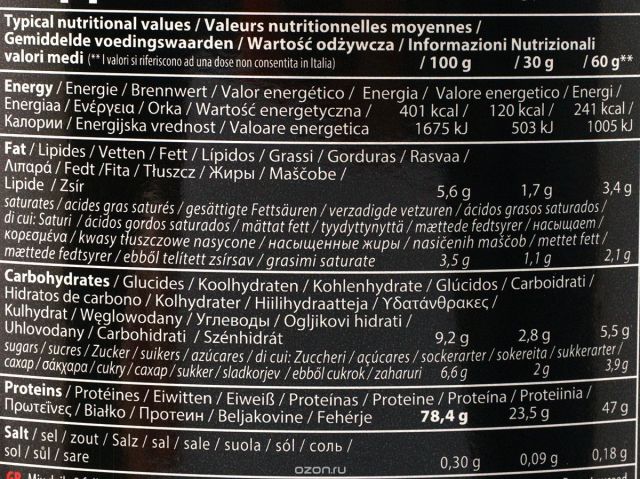 Typical nutritional values / Valeurs nutritionnelles moyennes /
Gemiddelde voedingswaarden / Wartość odżywcza / Informazioni Nutrizionali
valori medi (** I valori si riferiscono ad una dose non consentita in Italia) / 100 g / 30 g / 60 g**
Energy / Energie / Brennwert / Valor energético / Energia / Valore energetico / Energi /
Energiaa / Ενέργεια / Orka / Wartość energetyczna / 401 kcal / 120 kcal / 241 kcal /
Калории / Energijska vrednost / Valoare energetica 1675 kJ 503 kJ 1005 kJ
Fat / Lipides / Vetten / Fett / Lípidos / Grassi / Gorduras / Rasvaa /
Λιπαρά / Fedt /Fita / Tłuszcz / Жиры / Maščobe /
Lipide / Zsír 5,6 g 1,7 g 3,4 g
saturates / acides gras saturés / gesättigte Fettsäuren / verzadigde vetzuren / ácidos grasos saturados /
di cui: Saturi / ácidos gordos saturados / mättat fett / tyydyttynyttä / mættede fedtsyrer / насыщаем /
κορεσμένα / kwasy tłuszczowe nasycone / насыщенные жиры / nasičenih maščob / mettet fett /
mættede fedtsyrer / ebből telített zsírsav / grasimi saturate 3,5 g 1,1 g 2,1 g
Carbohydrates / Glucides / Koolhydraten / Kohlenhydrate / Glúcidos / Carboidrati /
Hidratos de carbono / Kolhydrater / Hiilihydraatteja / Υδατάνθρακες /
Kulhydrat / Węglowodany / Углеводы / Ogljikovi hidrati /
Uhlovodany / Carbohidrati / Szénhidrát 9,2 g 2,8 g 5,5 g
sugars / sucres / Zucker / suikers / azúcares / di cui: Zuccheri / açúcares / sockerarter / sokereita / sukkerarter /
сахар / σάκχαρα / cukry / сахар / sukker / sladkorjev / ebből cukrok / zaharuri 6,6 g 2 g 3,9 g
Proteins / Protéines / Eiwitten / Eiweiß / Proteínas / Proteine / Proteína / Proteiinia /
Πρωτεΐνες / Białko / Протеин / Beljakovine / Fehérje 78,4 g 23,5 g 47 g
Salt / sel / zout / Salz / sal / sale / suola / sól / соль /
sol / sůl / sare 0,30 g 0,09 g 0,18 g
ozon.ru
GB